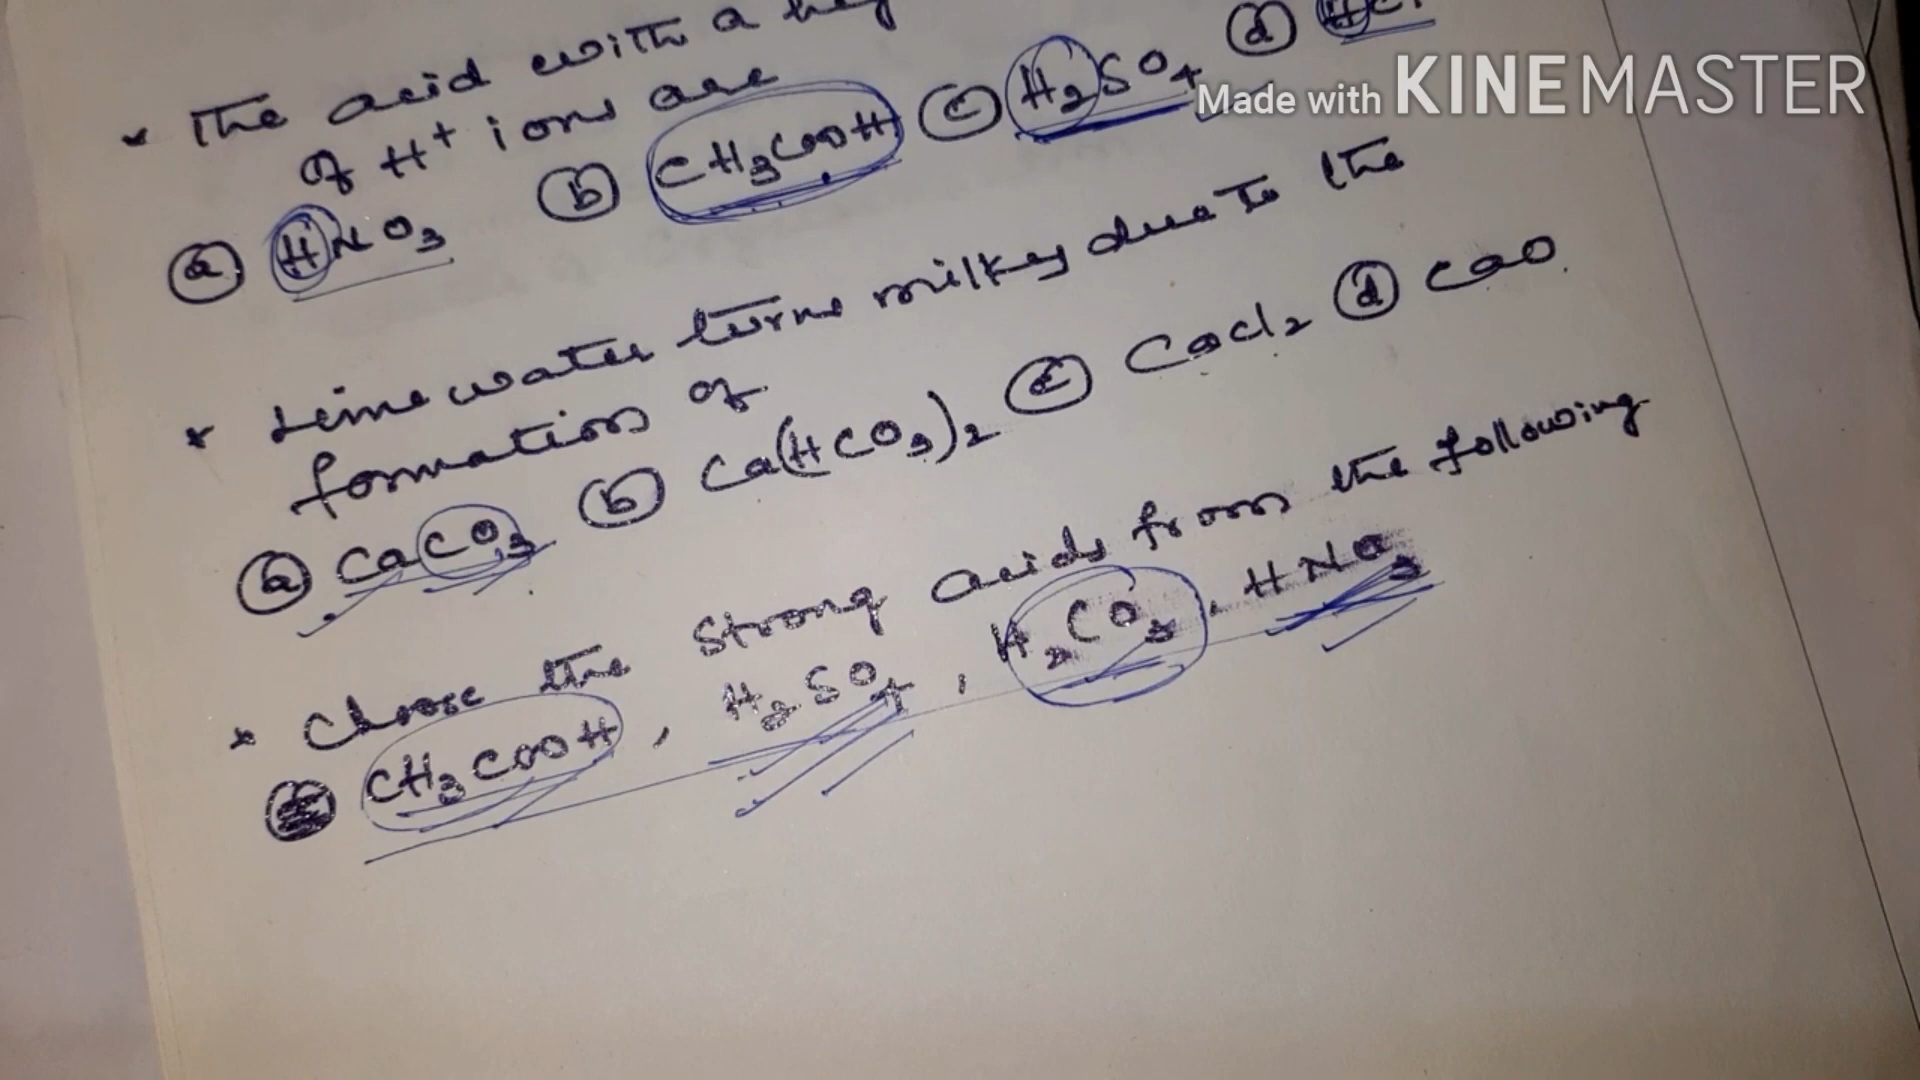 * The acid with a
of H+ ions are
(a) HNO3 (b) CH3COOH (c) H2SO4 (d) HCl
* Lime water turns milky due to the
formation of
(a) CaCO3 (b) Ca(HCO3)2 (c) CaCl2 (d) CaO
* Choose the strong acids from the following
CH3COOH, H2SO4, H2CO3, HNO3
Made with KINEMASTER